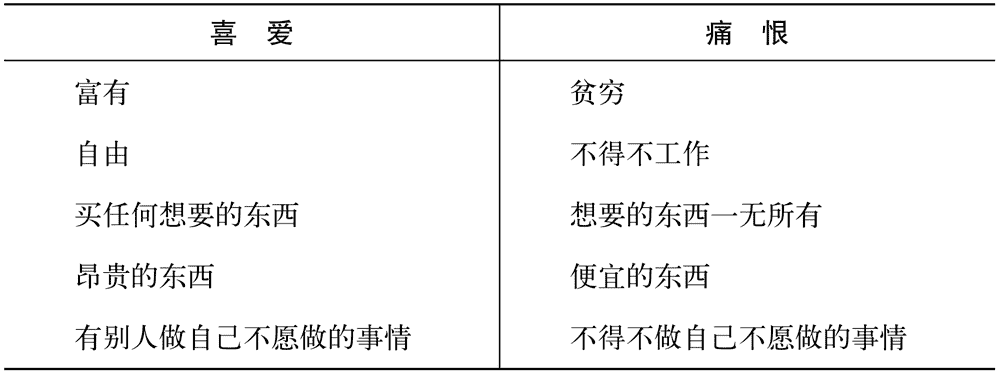 喜 爱 痛 恨
富有 贫穷
自由 不得不工作
买任何想要的东西 想要的东西一无所有
昂贵的东西 便宜的东西
有别人做自己不愿做的事情 不得不做自己不愿做的事情